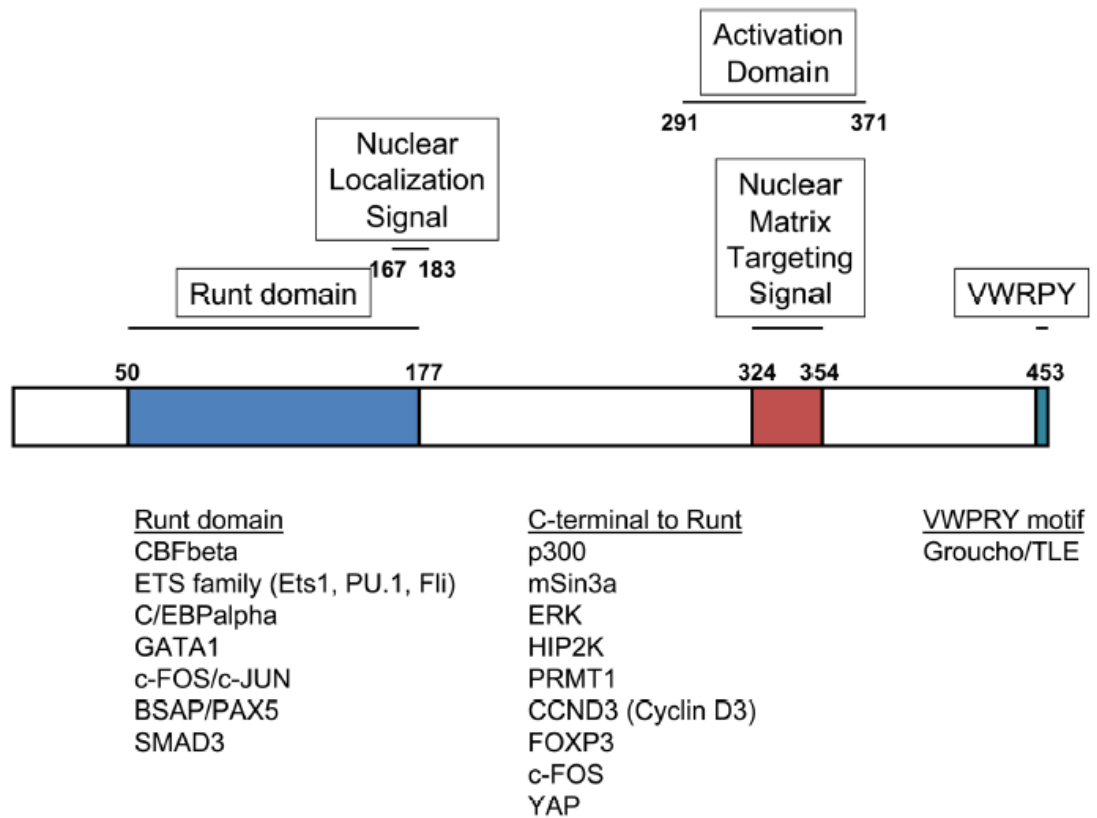 Activation
Domain
291 371
Nuclear
Localization
Signal
167 183
Nuclear
Matrix
Targeting
Signal
Runt domain
VWRPY
50 177 324 354 453
Runt domain
CBFbeta
ETS family (Ets1, PU.1, Fli)
C/EBPalpha
GATA1
c-FOS/c-JUN
BSAP/PAX5
SMAD3
C-terminal to Runt
p300
mSin3a
ERK
HIP2K
PRMT1
CCND3 (Cyclin D3)
FOXP3
c-FOS
YAP
VWPRY motif
Groucho/TLE